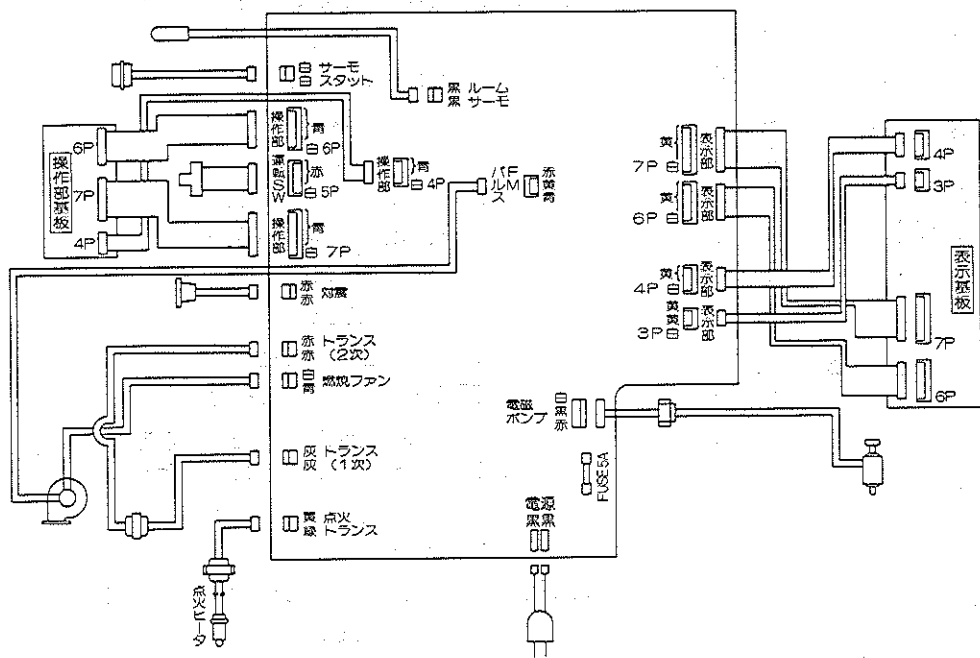 白 サーモ
白 スタット
黒 ルーム
黒 サーモ
操作部
青
白 6P
運転SW
赤
白 5P
操作部
青
白 7P
操作部
青
白 4P
FM
パルス
赤
黄
青
操作部基板
6P
7P
4P
赤
赤 対震
赤 トランス
赤 (2次)
白
青 燃焼ファン
灰 トランス
灰 (1次)
黄 点火
緑 トランス
点火ヒータ
黄
7P 白
表示部
黄
6P 白
表示部
黄
4P 白
表示部
黄
黄
3P 白
表示部
電磁
ポンプ
白
黒
赤
FUSE5A
電源
黒黒
4P
3P
表示基板
7P
6P